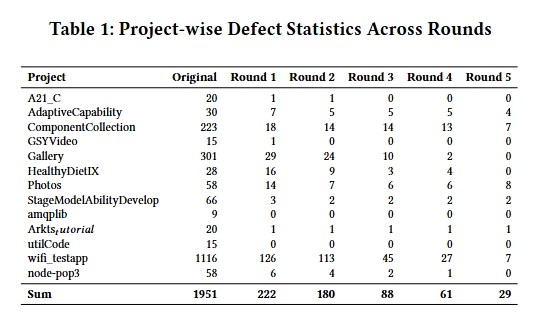 Table 1: Project-wise Defect Statistics Across Rounds
Project Original Round 1 Round 2 Round 3 Round 4 Round 5
A21_C 20 1 1 0 0 0
AdaptiveCapability 30 7 5 5 5 4
ComponentCollection 223 18 14 14 13 7
GSYVideo 15 1 0 0 0 0
Gallery 301 29 24 10 2 0
HealthyDietIX 28 16 9 3 4 0
Photos 58 14 7 6 6 8
StageModelAbilityDevelop 66 3 2 2 2 2
amqplib 9 0 0 0 0 0
Arktstutorial 20 1 1 1 1 1
utilCode 15 0 0 0 0 0
wifi_testapp 1116 126 113 45 27 7
node-pop3 58 6 4 2 1 0
Sum 1951 222 180 88 61 29